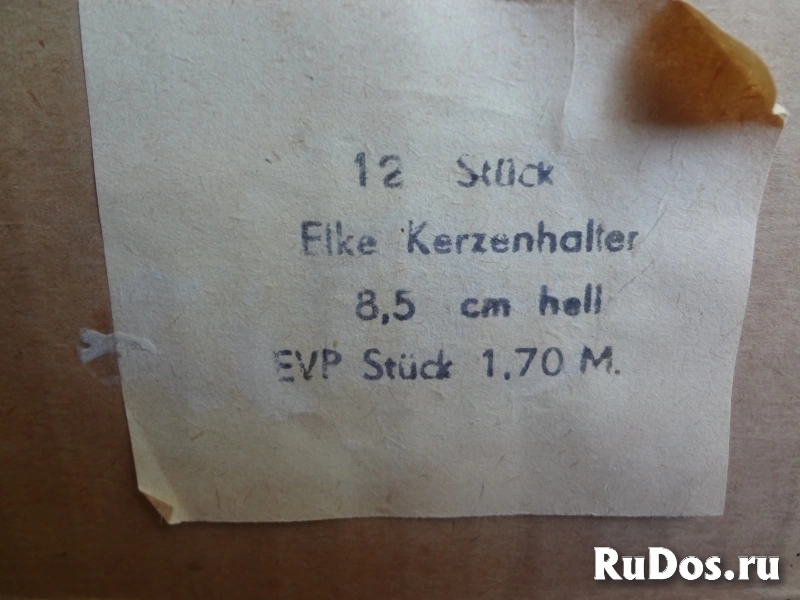 12 Stück
Elke Kerzenhalter
8,5 cm hell
EVP Stück 1.70 M.
RuDos.ru